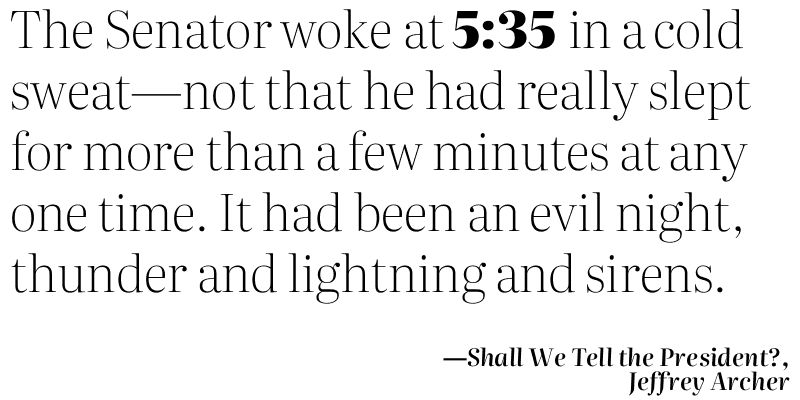 The Senator woke at 5:35 in a cold
sweat—not that he had really slept
for more than a few minutes at any
one time. It had been an evil night,
thunder and lightning and sirens.
—Shall We Tell the President?,
Jeffrey Archer